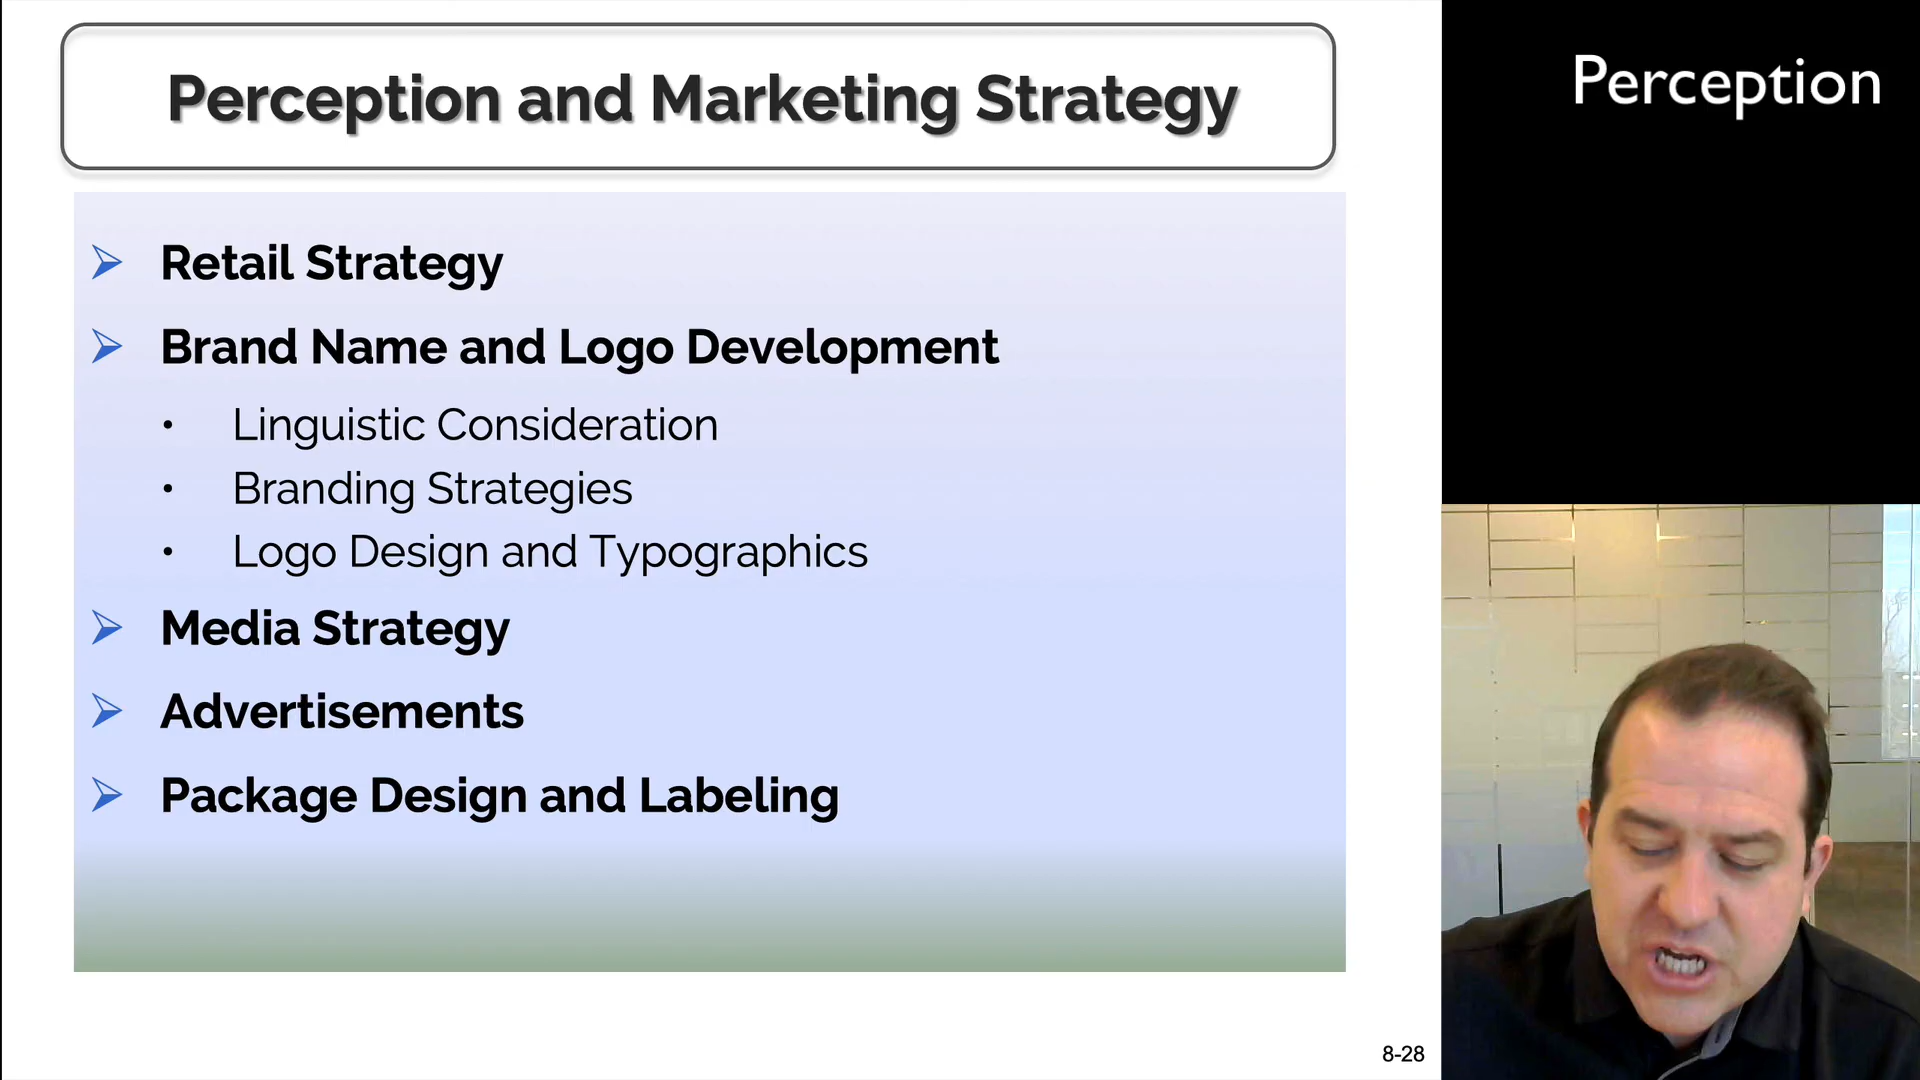 Perception and Marketing Strategy
Perception
Retail Strategy
Brand Name and Logo Development
• Linguistic Consideration
• Branding Strategies
• Logo Design and Typographics
Media Strategy
Advertisements
Package Design and Labeling
8-28